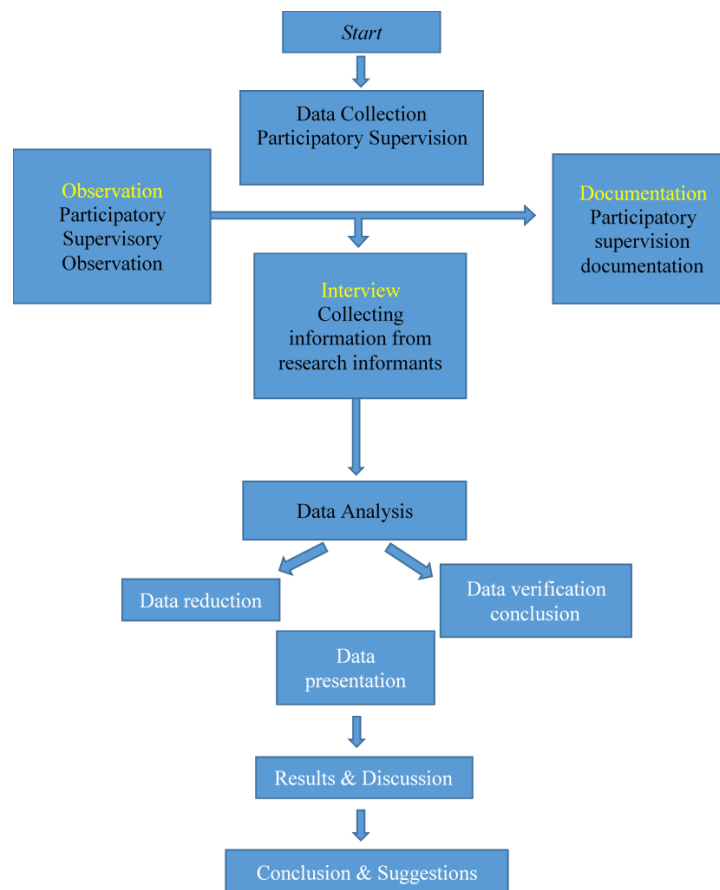 Start
Data Collection
Participatory Supervision
Observation
Participatory
Supervisory
Observation
Documentation
Participatory
supervision
documentation
Interview
Collecting
information from
research informants
Data Analysis
Data reduction
Data verification
conclusion
Data
presentation
Results & Discussion
Conclusion & Suggestions